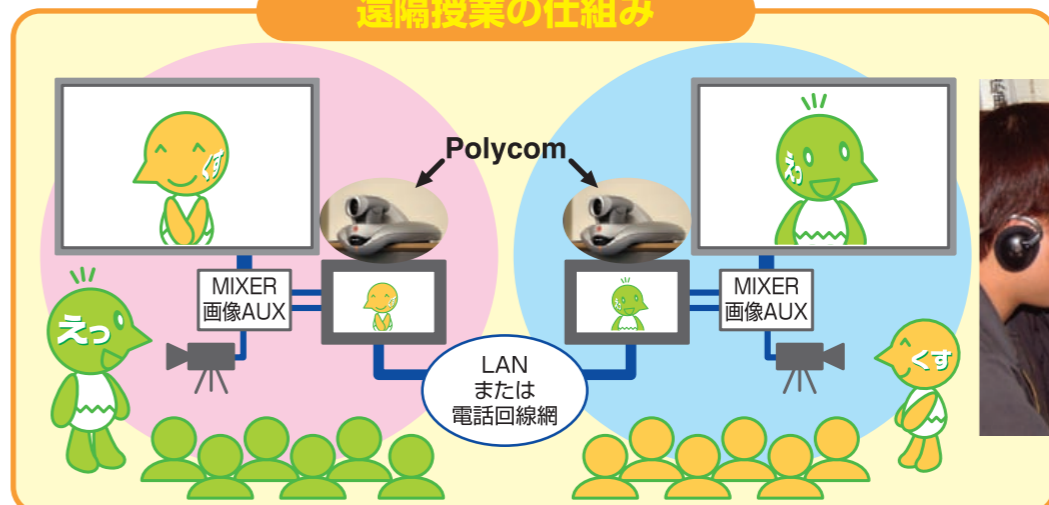 遠隔授業の仕組み
くす
えっ
Polycom
MIXER
画像AUX
MIXER
画像AUX
えっ
くす
LAN
または
電話回線網